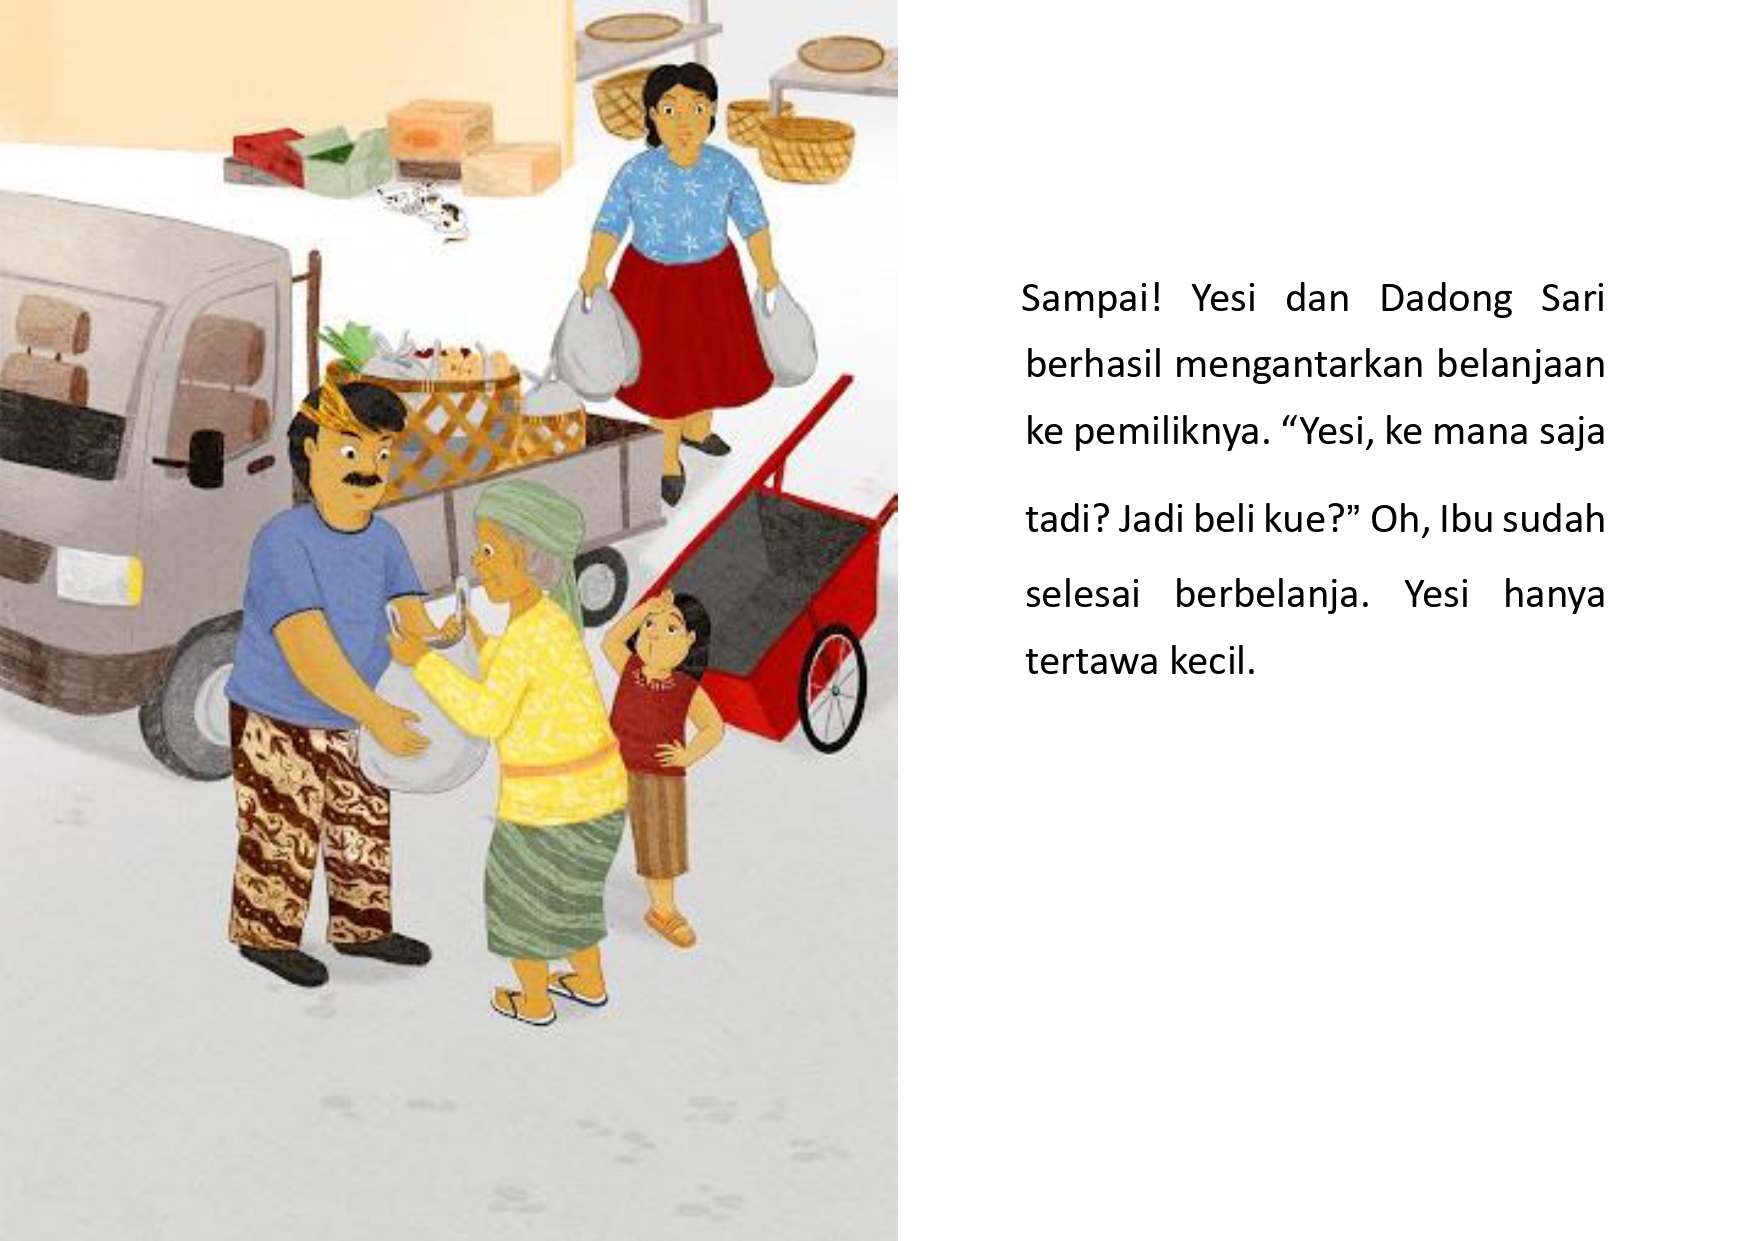 Sampai! Yesi dan Dadong Sari
berhasil mengantarkan belanjaan
ke pemiliknya. “Yesi, ke mana saja
tadi? Jadi beli kue?” Oh, Ibu sudah
selesai berbelanja. Yesi hanya
tertawa kecil.